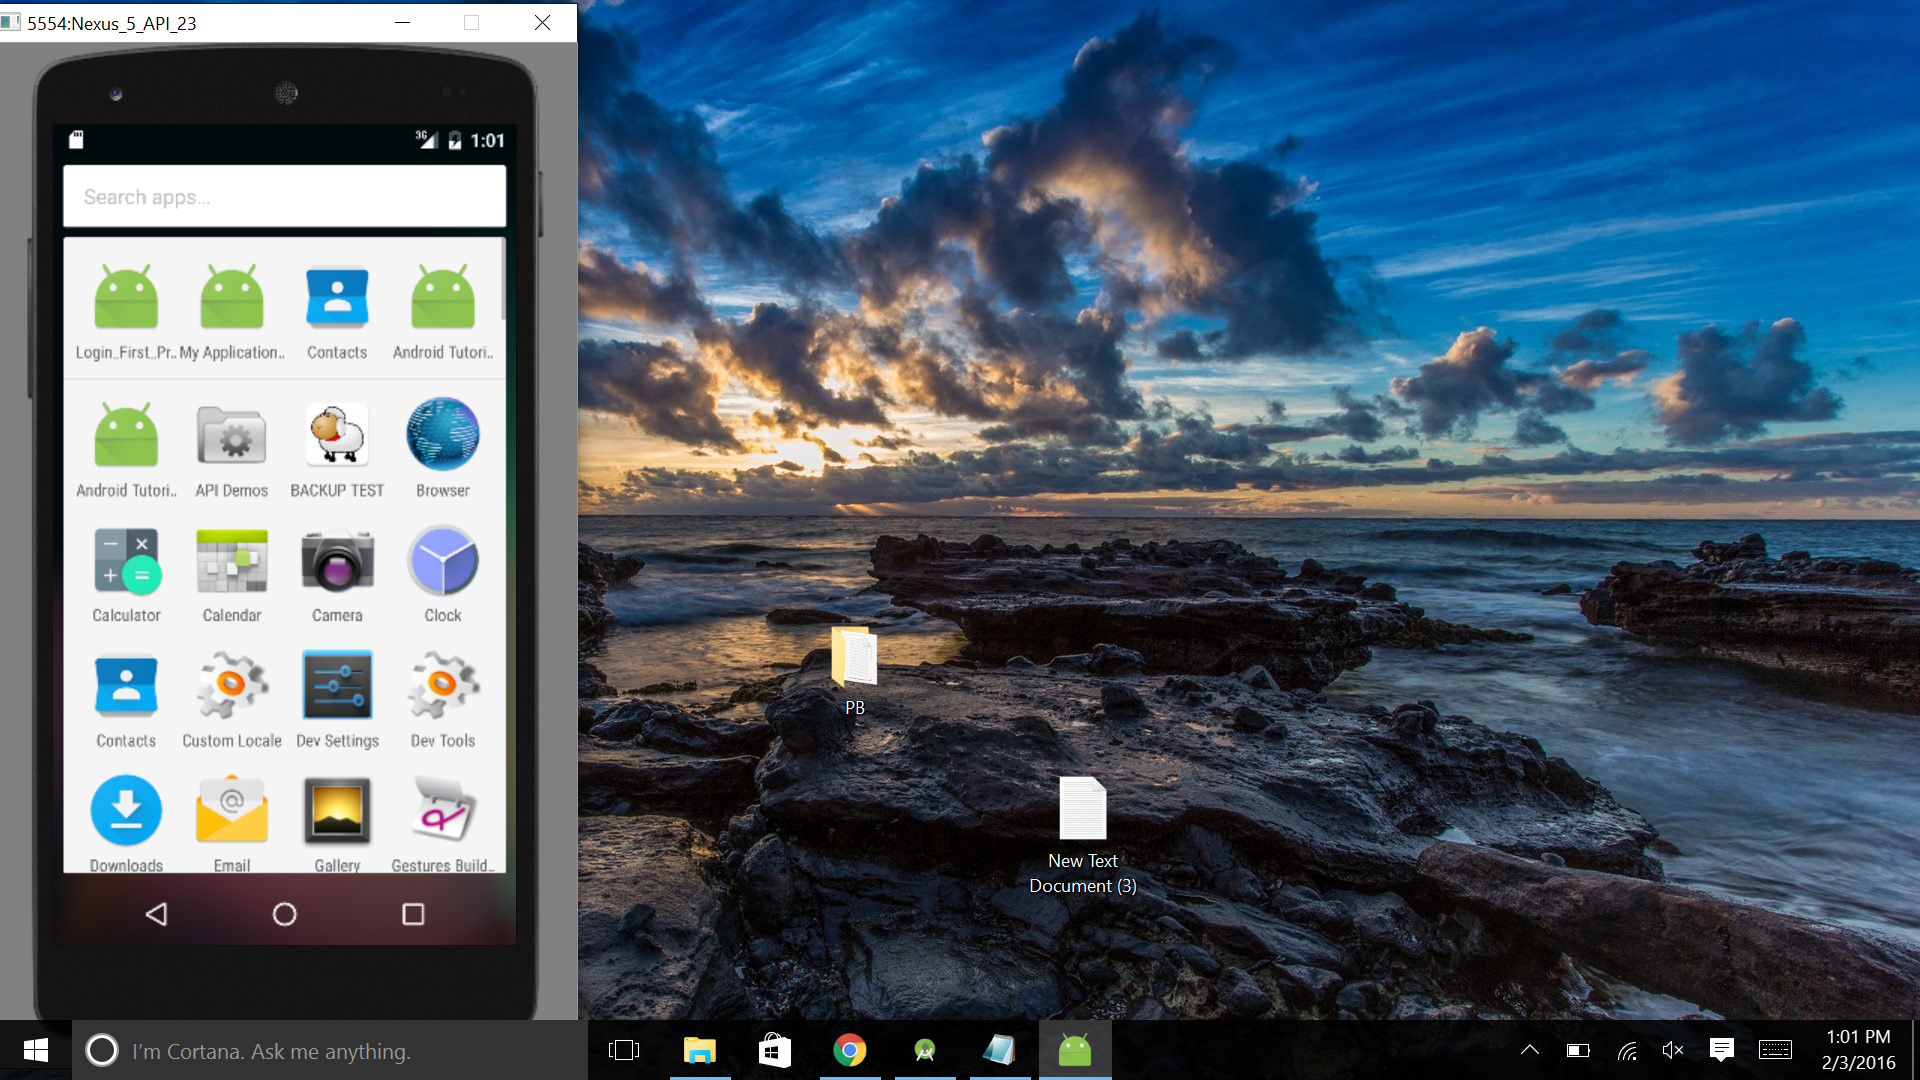 5554:Nexus_5_API_23
3G 1:01
Search apps...
Login_First_Pr.. My Application.. Contacts Android Tutori..
Android Tutori.. API Demos BACKUP TEST Browser
Calculator Calendar Camera Clock
Contacts Custom Locale Dev Settings Dev Tools
Downloads Email Gallery Gestures Build..
PB
New Text
Document (3)
I'm Cortana. Ask me anything.
1:01 PM
2/3/2016